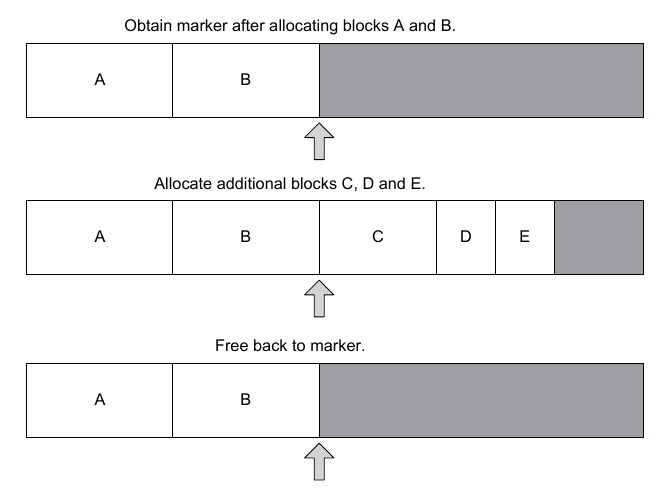 Obtain marker after allocating blocks A and B.
A B
Allocate additional blocks C, D and E.
A B C D E
Free back to marker.
A B